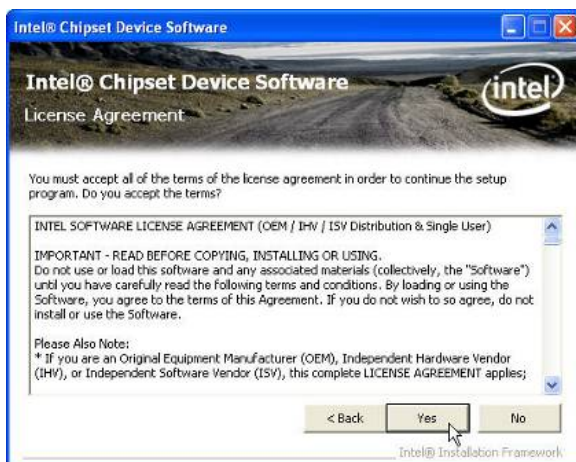 Intel® Chipset Device Software
Intel® Chipset Device Software
intel
License Agreement
You must accept all of the terms of the license agreement in order to continue the setup
program. Do you accept the terms?
INTEL SOFTWARE LICENSE AGREEMENT (OEM / IHV / ISV Distribution & Single User)
IMPORTANT - READ BEFORE COPYING, INSTALLING OR USING.
Do not use or load this software and any associated materials (collectively, the "Software")
until you have carefully read the following terms and conditions. By loading or using the
Software, you agree to the terms of this Agreement. If you do not wish to so agree, do not
install or use the Software.
Please Also Note:
* If you are an Original Equipment Manufacturer (OEM), Independent Hardware Vendor
(IHV), or Independent Software Vendor (ISV), this complete LICENSE AGREEMENT applies;
< Back Yes No
Intel® Installation Framework